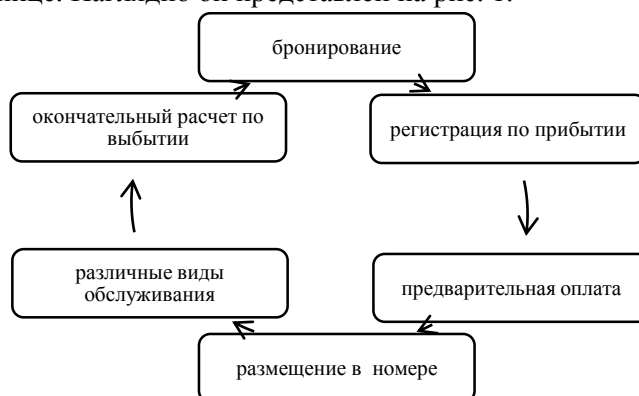 нице. Наглядно он представлен на рис. 1.
бронирование
регистрация по прибытии
предварительная оплата
размещение в номере
различные виды
обслуживания
окончательный расчет по
выбытии